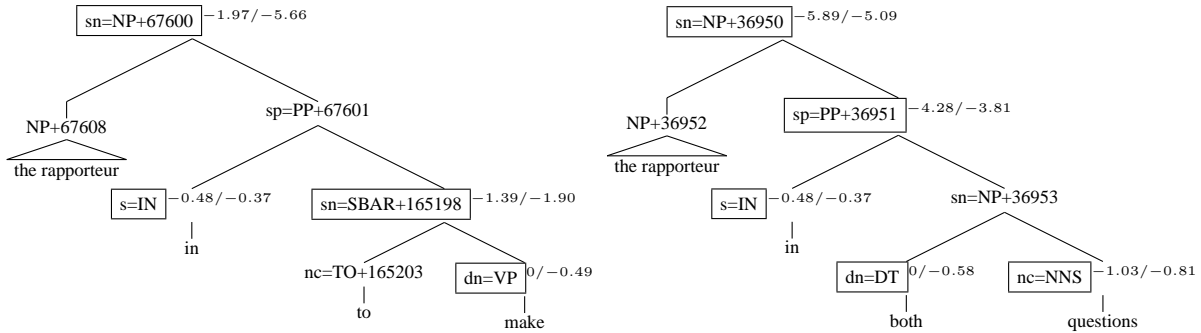 sn=NP+67600 −1.97/−5.66
sn=NP+36950 −5.89/−5.09
NP+67608
sp=PP+67601
NP+36952
sp=PP+36951 −4.28/−3.81
the rapporteur
the rapporteur
s=IN −0.48/−0.37
sn=SBAR+165198 −1.39/−1.90
s=IN −0.48/−0.37
sn=NP+36953
in
in
nc=TO+165203
dn=VP 0/−0.49
dn=DT 0/−0.58
nc=NNS −1.03/−0.81
to
make
both
questions